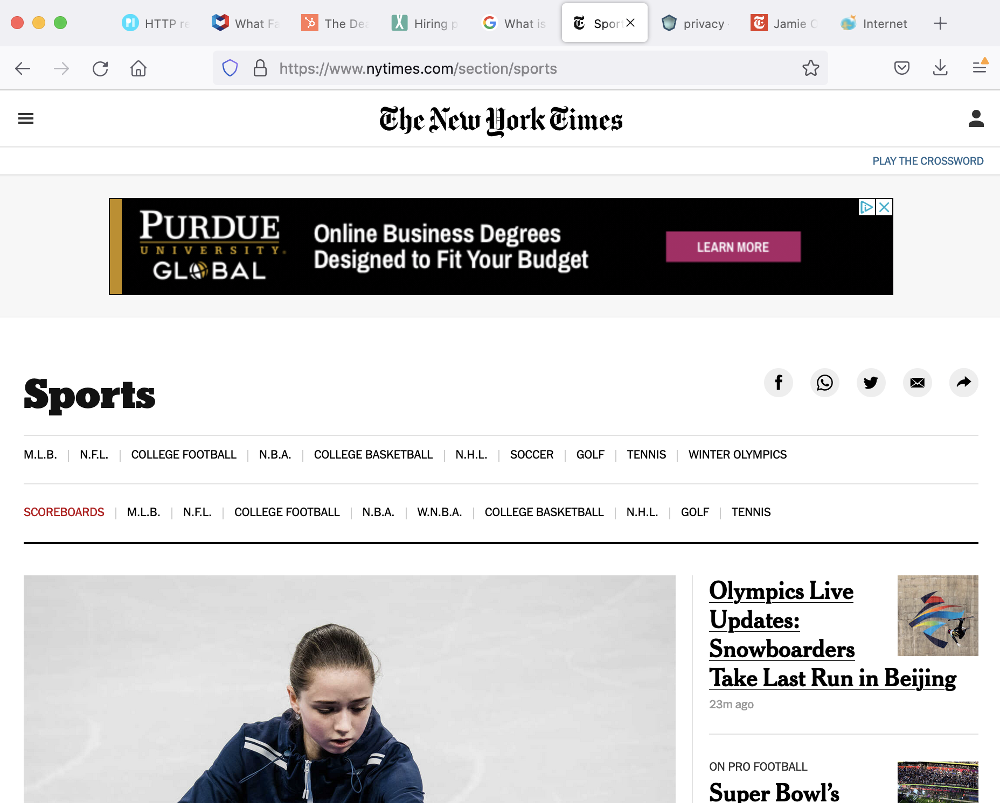 PI HTTP re
What Fa
The Dea
Hiring p
What is
Sport
privacy
Jamie O
Internet
https://www.nytimes.com/section/sports
The New York Times
PLAY THE CROSSWORD
PURDUE
UNIVERSITY
GLOBAL
Online Business Degrees
Designed to Fit Your Budget
LEARN MORE
Sports
M.L.B. N.F.L. COLLEGE FOOTBALL N.B.A. COLLEGE BASKETBALL N.H.L. SOCCER GOLF TENNIS WINTER OLYMPICS
SCOREBOARDS M.L.B. N.F.L. COLLEGE FOOTBALL N.B.A. W.N.B.A. COLLEGE BASKETBALL N.H.L. GOLF TENNIS
Olympics Live
Updates:
Snowboarders
Take Last Run in Beijing
23m ago
ON PRO FOOTBALL
Super Bowl’s